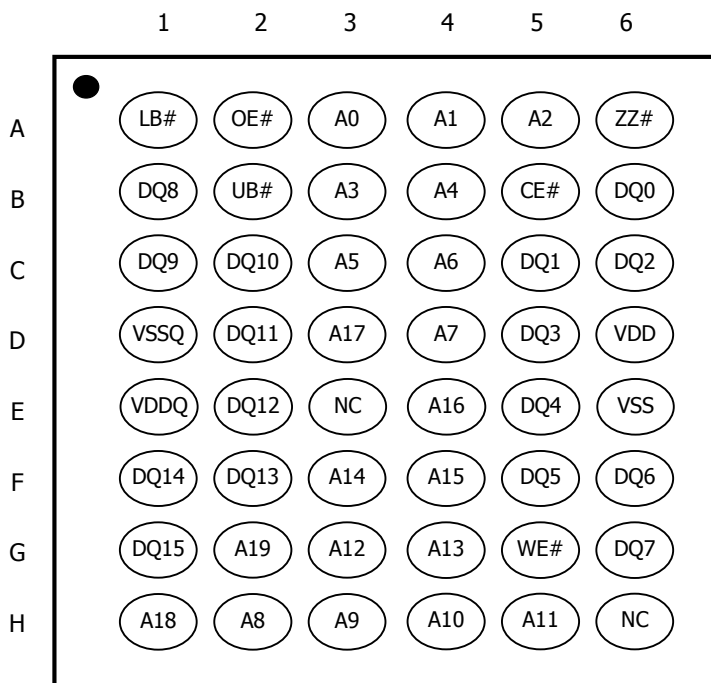 1 2 3 4 5 6
A LB# OE# A0 A1 A2 ZZ#
B DQ8 UB# A3 A4 CE# DQ0
C DQ9 DQ10 A5 A6 DQ1 DQ2
D VSSQ DQ11 A17 A7 DQ3 VDD
E VDDQ DQ12 NC A16 DQ4 VSS
F DQ14 DQ13 A14 A15 DQ5 DQ6
G DQ15 A19 A12 A13 WE# DQ7
H A18 A8 A9 A10 A11 NC